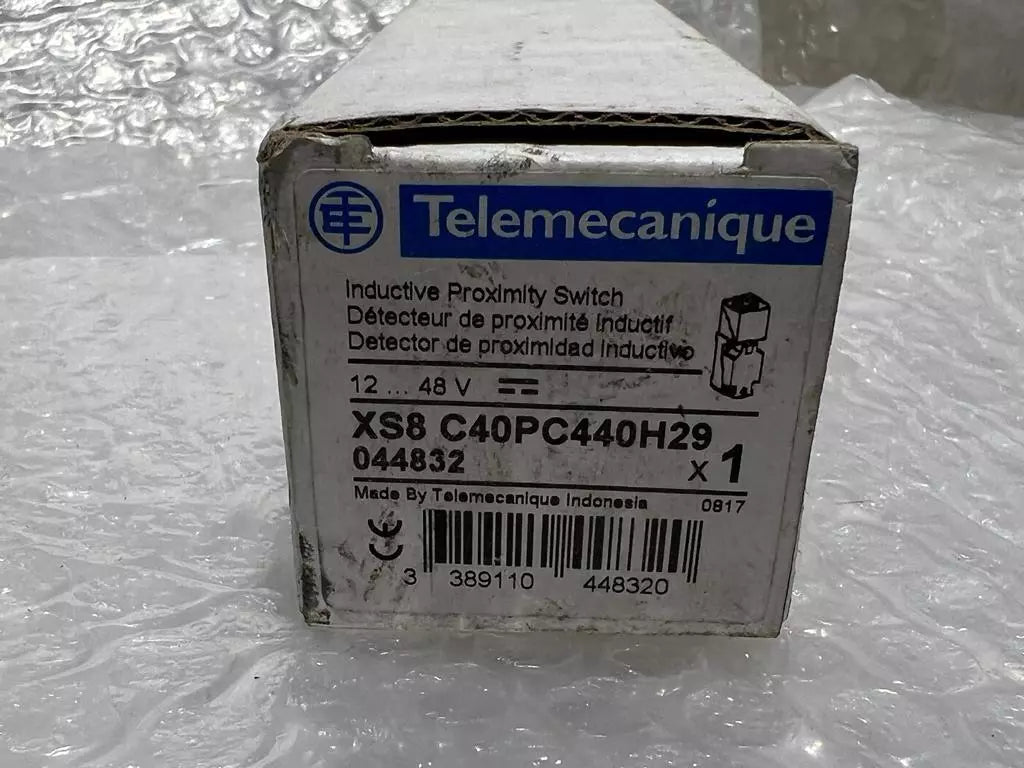 Telemecanique
Inductive Proximity Switch
Détecteur de proximité inductif
Detector de proximidad inductivo
12 ... 48 V
XS8 C40PC440H29
044832 x 1
Made By Telemecanique Indonesia 0817
CE
3 389110 448320